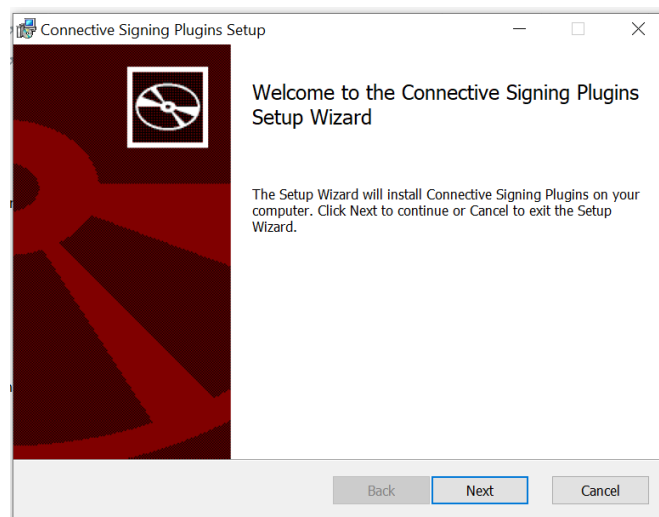 Connective Signing Plugins Setup
Welcome to the Connective Signing Plugins
Setup Wizard
The Setup Wizard will install Connective Signing Plugins on your
computer. Click Next to continue or Cancel to exit the Setup
Wizard.
Back Next Cancel